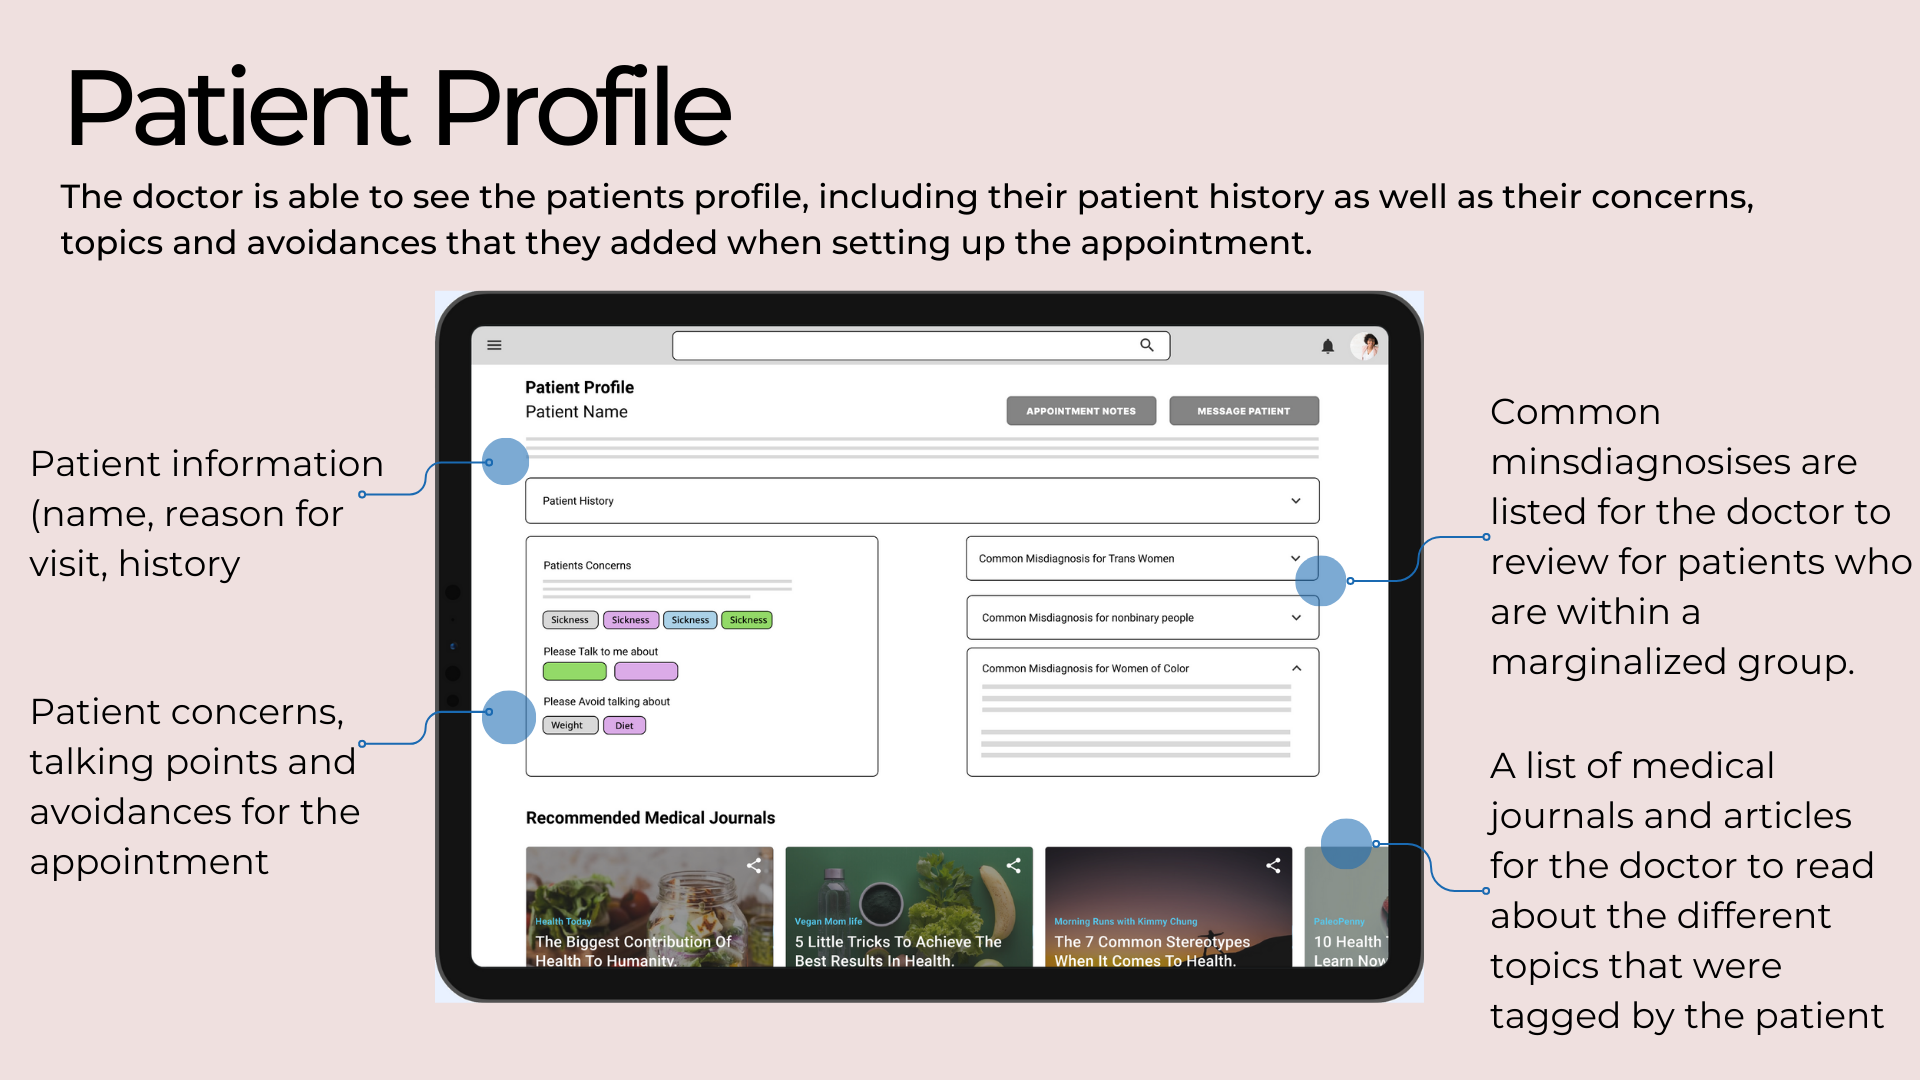 Patient Profile
The doctor is able to see the patients profile, including their patient history as well as their concerns,
topics and avoidances that they added when setting up the appointment.
Patient information
(name, reason for
visit, history
Patient concerns,
talking points and
avoidances for the
appointment
Patient Profile
Patient Name
APPOINTMENT NOTES
MESSAGE PATIENT
Patient History
Patients Concerns
Sickness Sickness Sickness Sickness
Please Talk to me about
Please Avoid talking about
Weight Diet
Common Misdiagnosis for Trans Women
Common Misdiagnosis for nonbinary people
Common Misdiagnosis for Women of Color
Recommended Medical Journals
Health Today
The Biggest Contribution Of
Health To Humanity.
Vegan Mom life
5 Little Tricks To Achieve The
Best Results In Health.
Morning Runs with Kimmy Chung
The 7 Common Stereotypes
When It Comes To Health.
PaleoPenny
10 Health
Learn Now
Common
minsdiagnosises are
listed for the doctor to
review for patients who
are within a
marginalized group.
A list of medical
journals and articles
for the doctor to read
about the different
topics that were
tagged by the patient